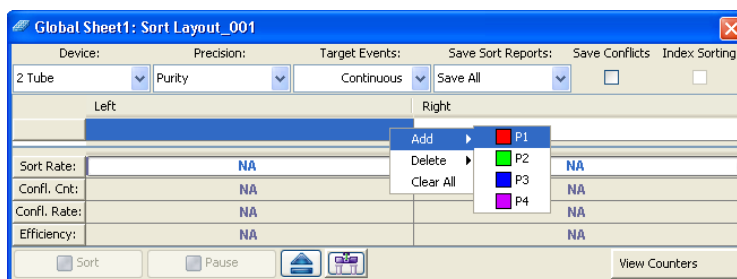 Global Sheet1: Sort Layout_001
Device: Precision: Target Events: Save Sort Reports: Save Conflicts Index Sorting
2 Tube Purity Continuous Save All
Left Right
Add P1
Delete P2
Clear All P3
P4
Sort Rate: NA NA
Confl. Cnt: NA NA
Confl. Rate: NA NA
Efficiency: NA NA
Sort Pause View Counters